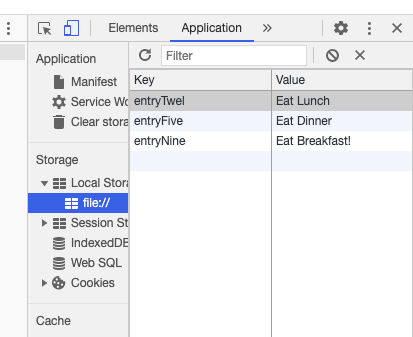 Elements Application »
Application
Manifest
Service Wo
Clear stora
Storage
Local Stora
file://
Session St
IndexedDB
Web SQL
Cookies
Cache
Filter
Key Value
entryTwel Eat Lunch
entryFive Eat Dinner
entryNine Eat Breakfast!